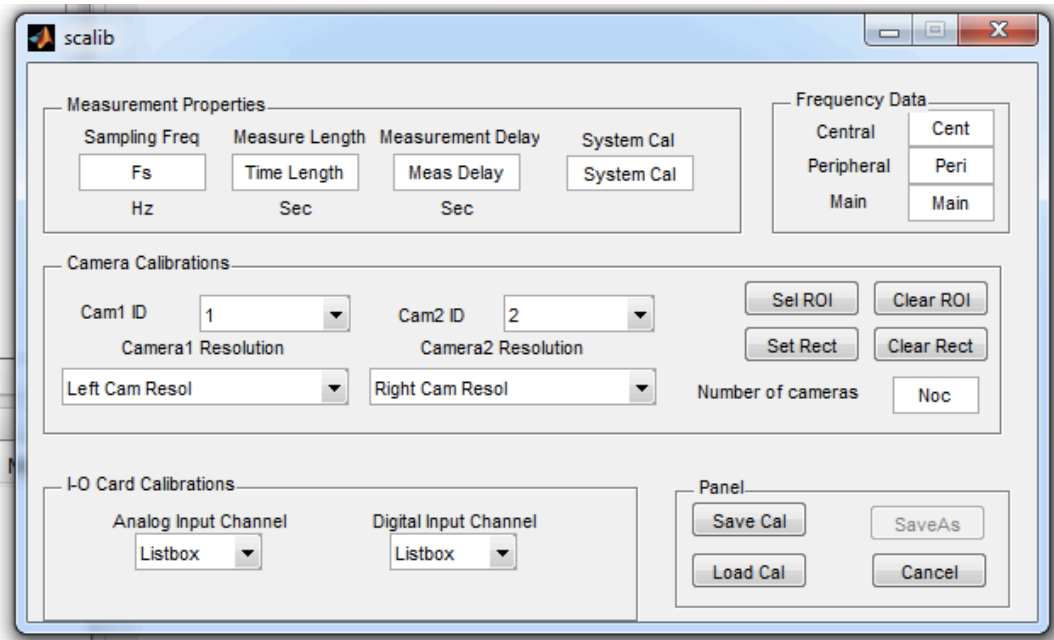 scalib
Measurement Properties
Sampling Freq Measure Length Measurement Delay System Cal
Fs Time Length Meas Delay System Cal
Hz Sec Sec
Frequency Data
Central Cent
Peripheral Peri
Main Main
Camera Calibrations
Cam1 ID 1 Cam2 ID 2
Camera1 Resolution Camera2 Resolution
Left Cam Resol Right Cam Resol
Sel ROI Clear ROI
Set Rect Clear Rect
Number of cameras Noc
I-O Card Calibrations
Analog Input Channel Digital Input Channel
Listbox Listbox
Panel
Save Cal SaveAs
Load Cal Cancel